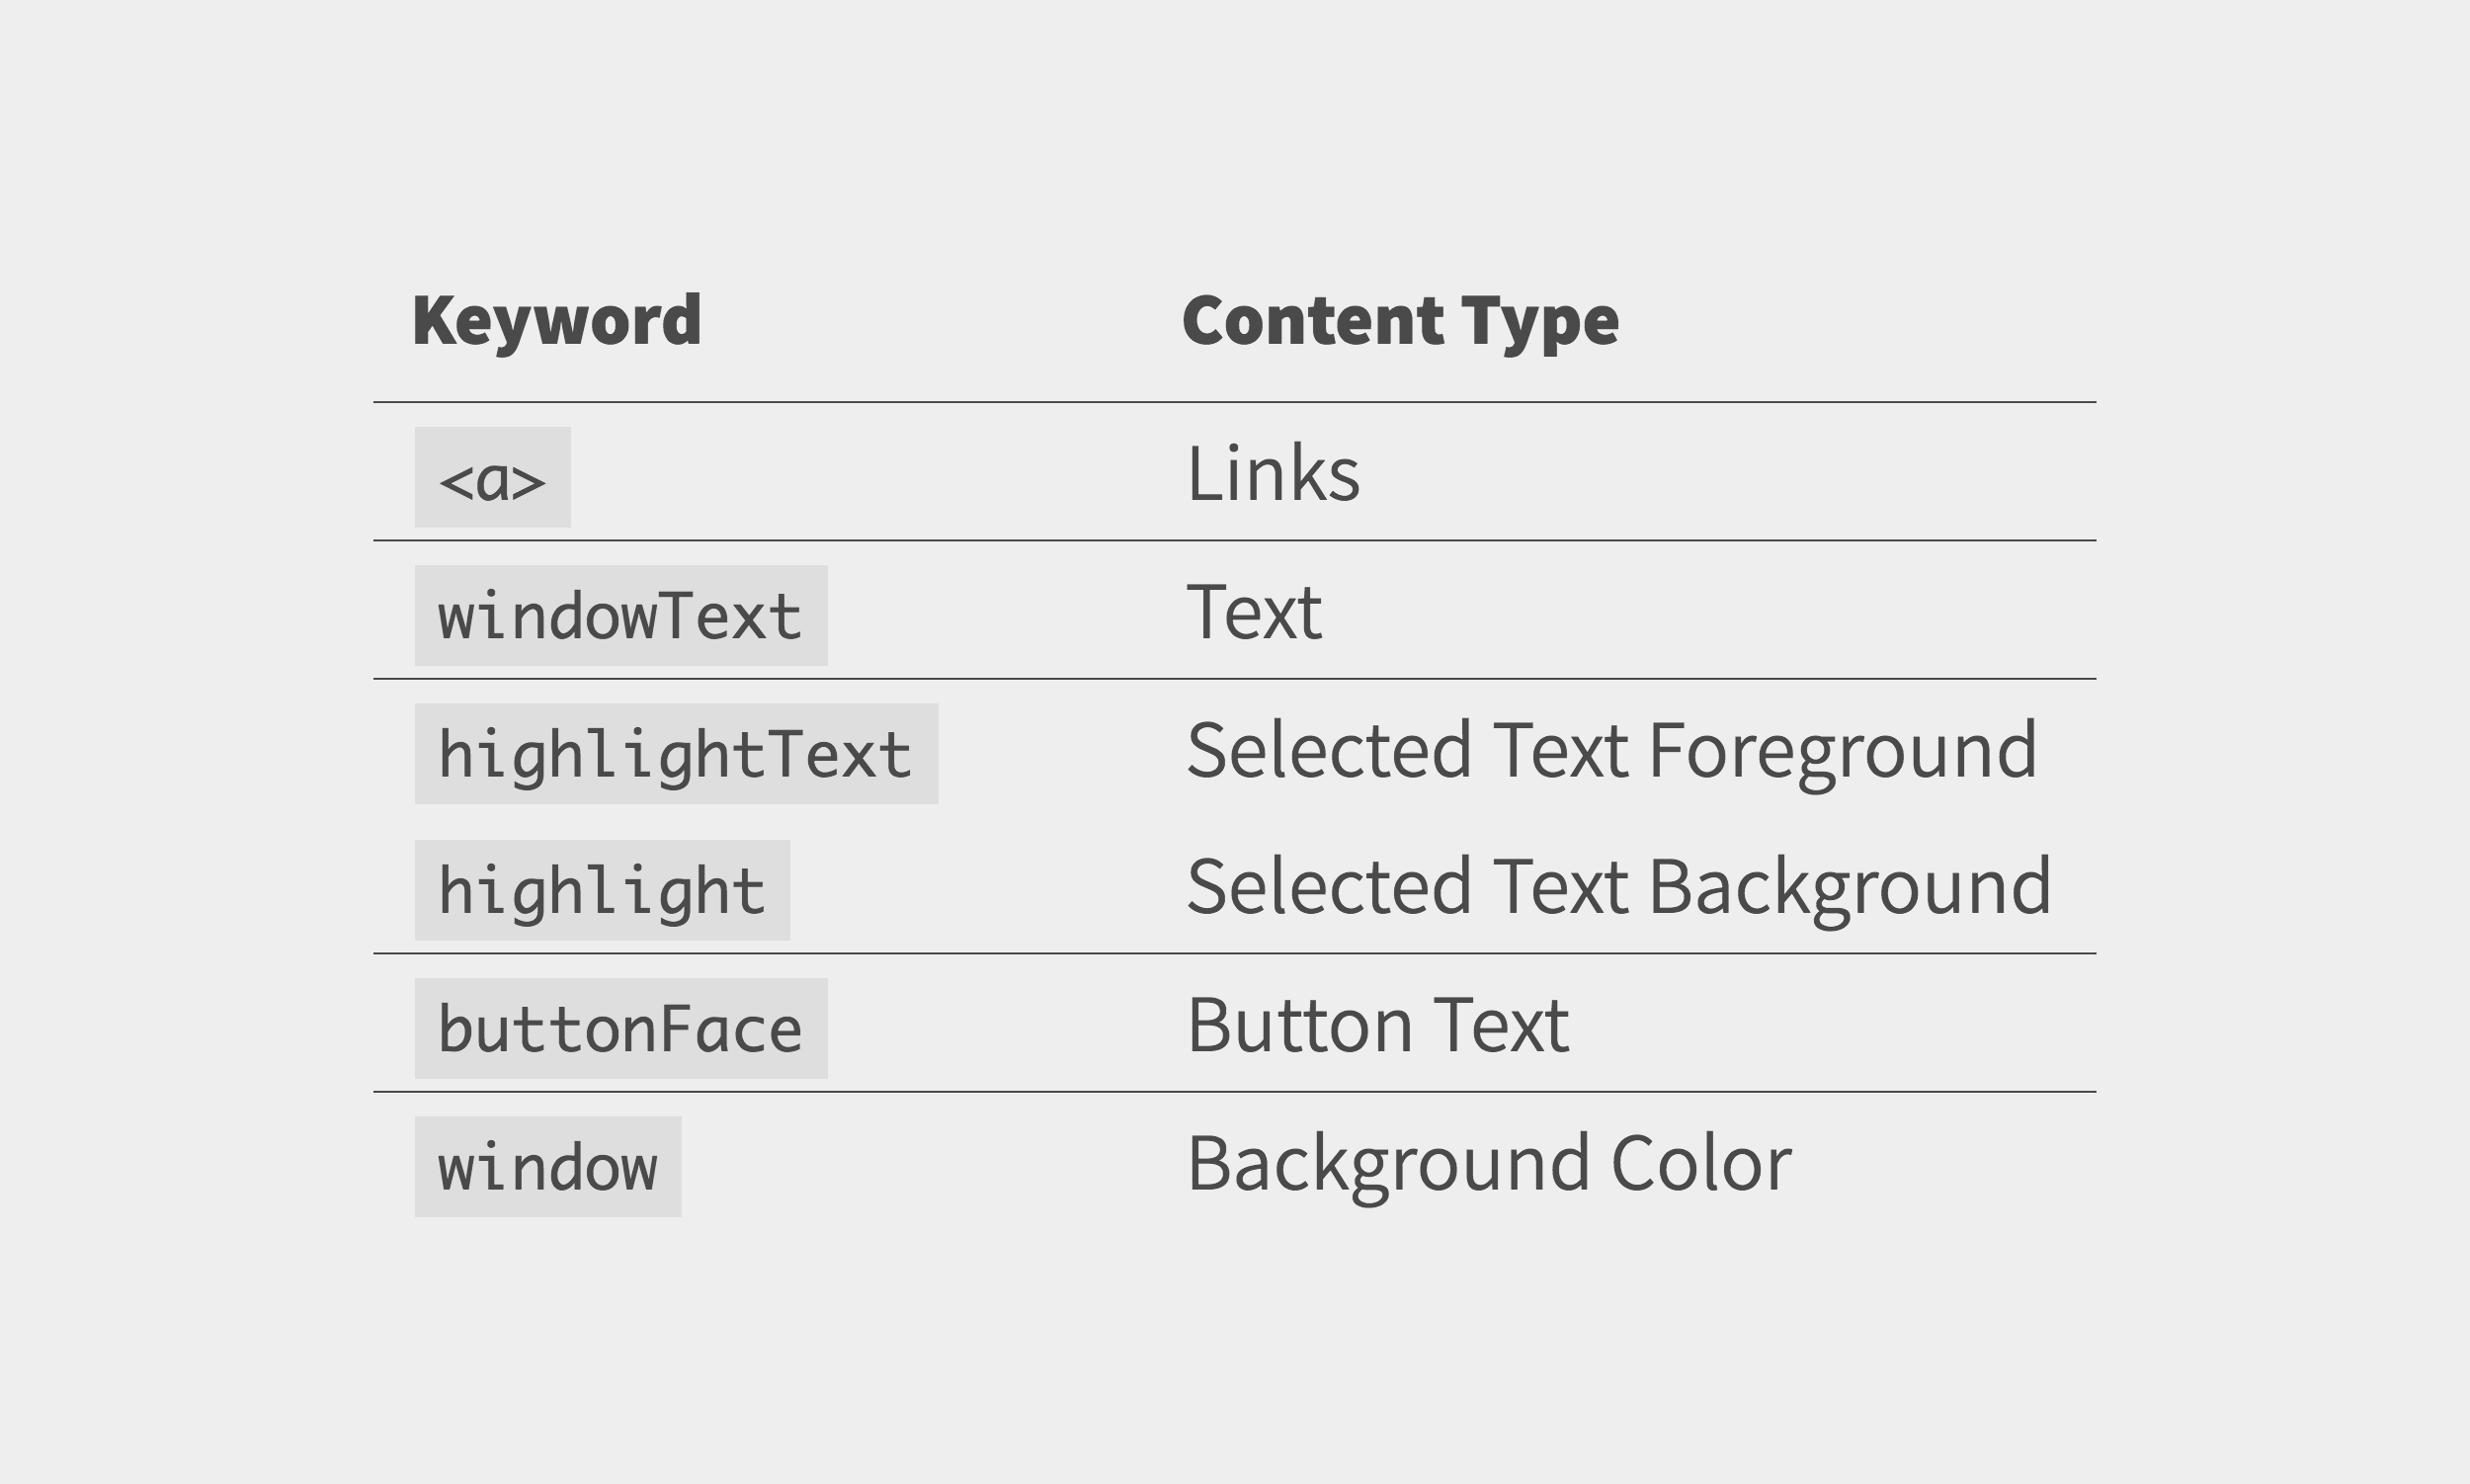 Keyword Content Type
<a> Links
windowText Text
highlightText Selected Text Foreground
highlight Selected Text Background
buttonFace Button Text
window Background Color